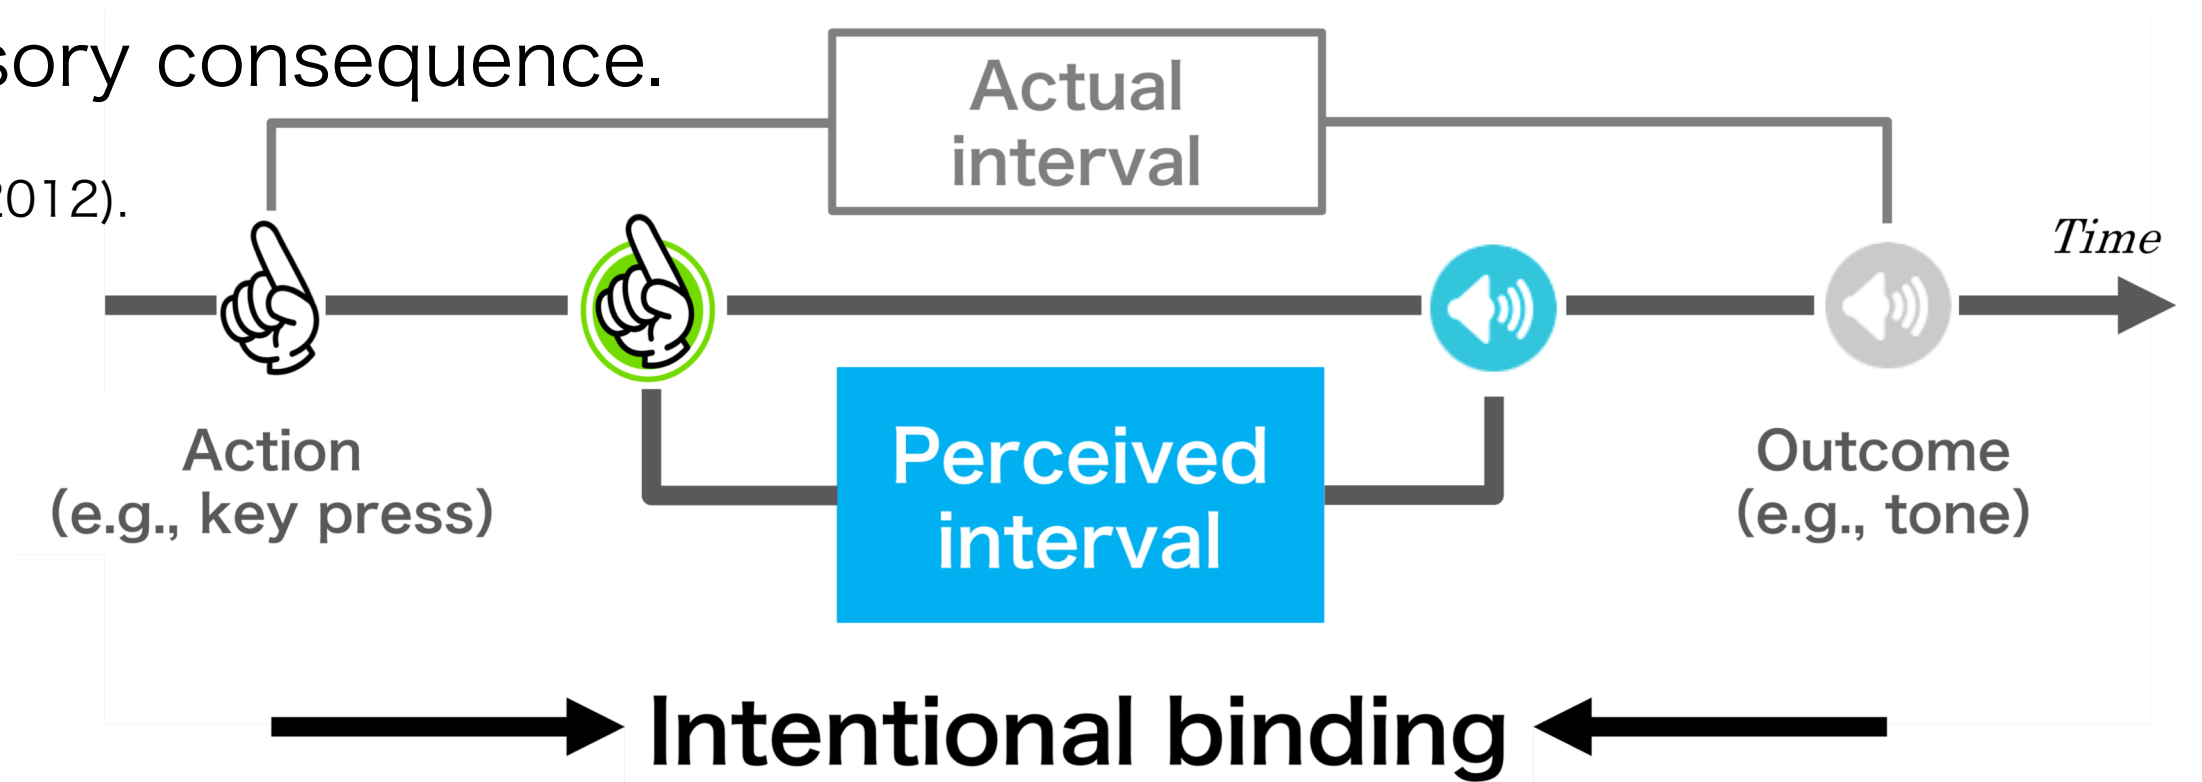 sory consequence.
Actual
interval
2012).
Time
Action
(e.g., key press)
Perceived
interval
Outcome
(e.g., tone)
Intentional binding